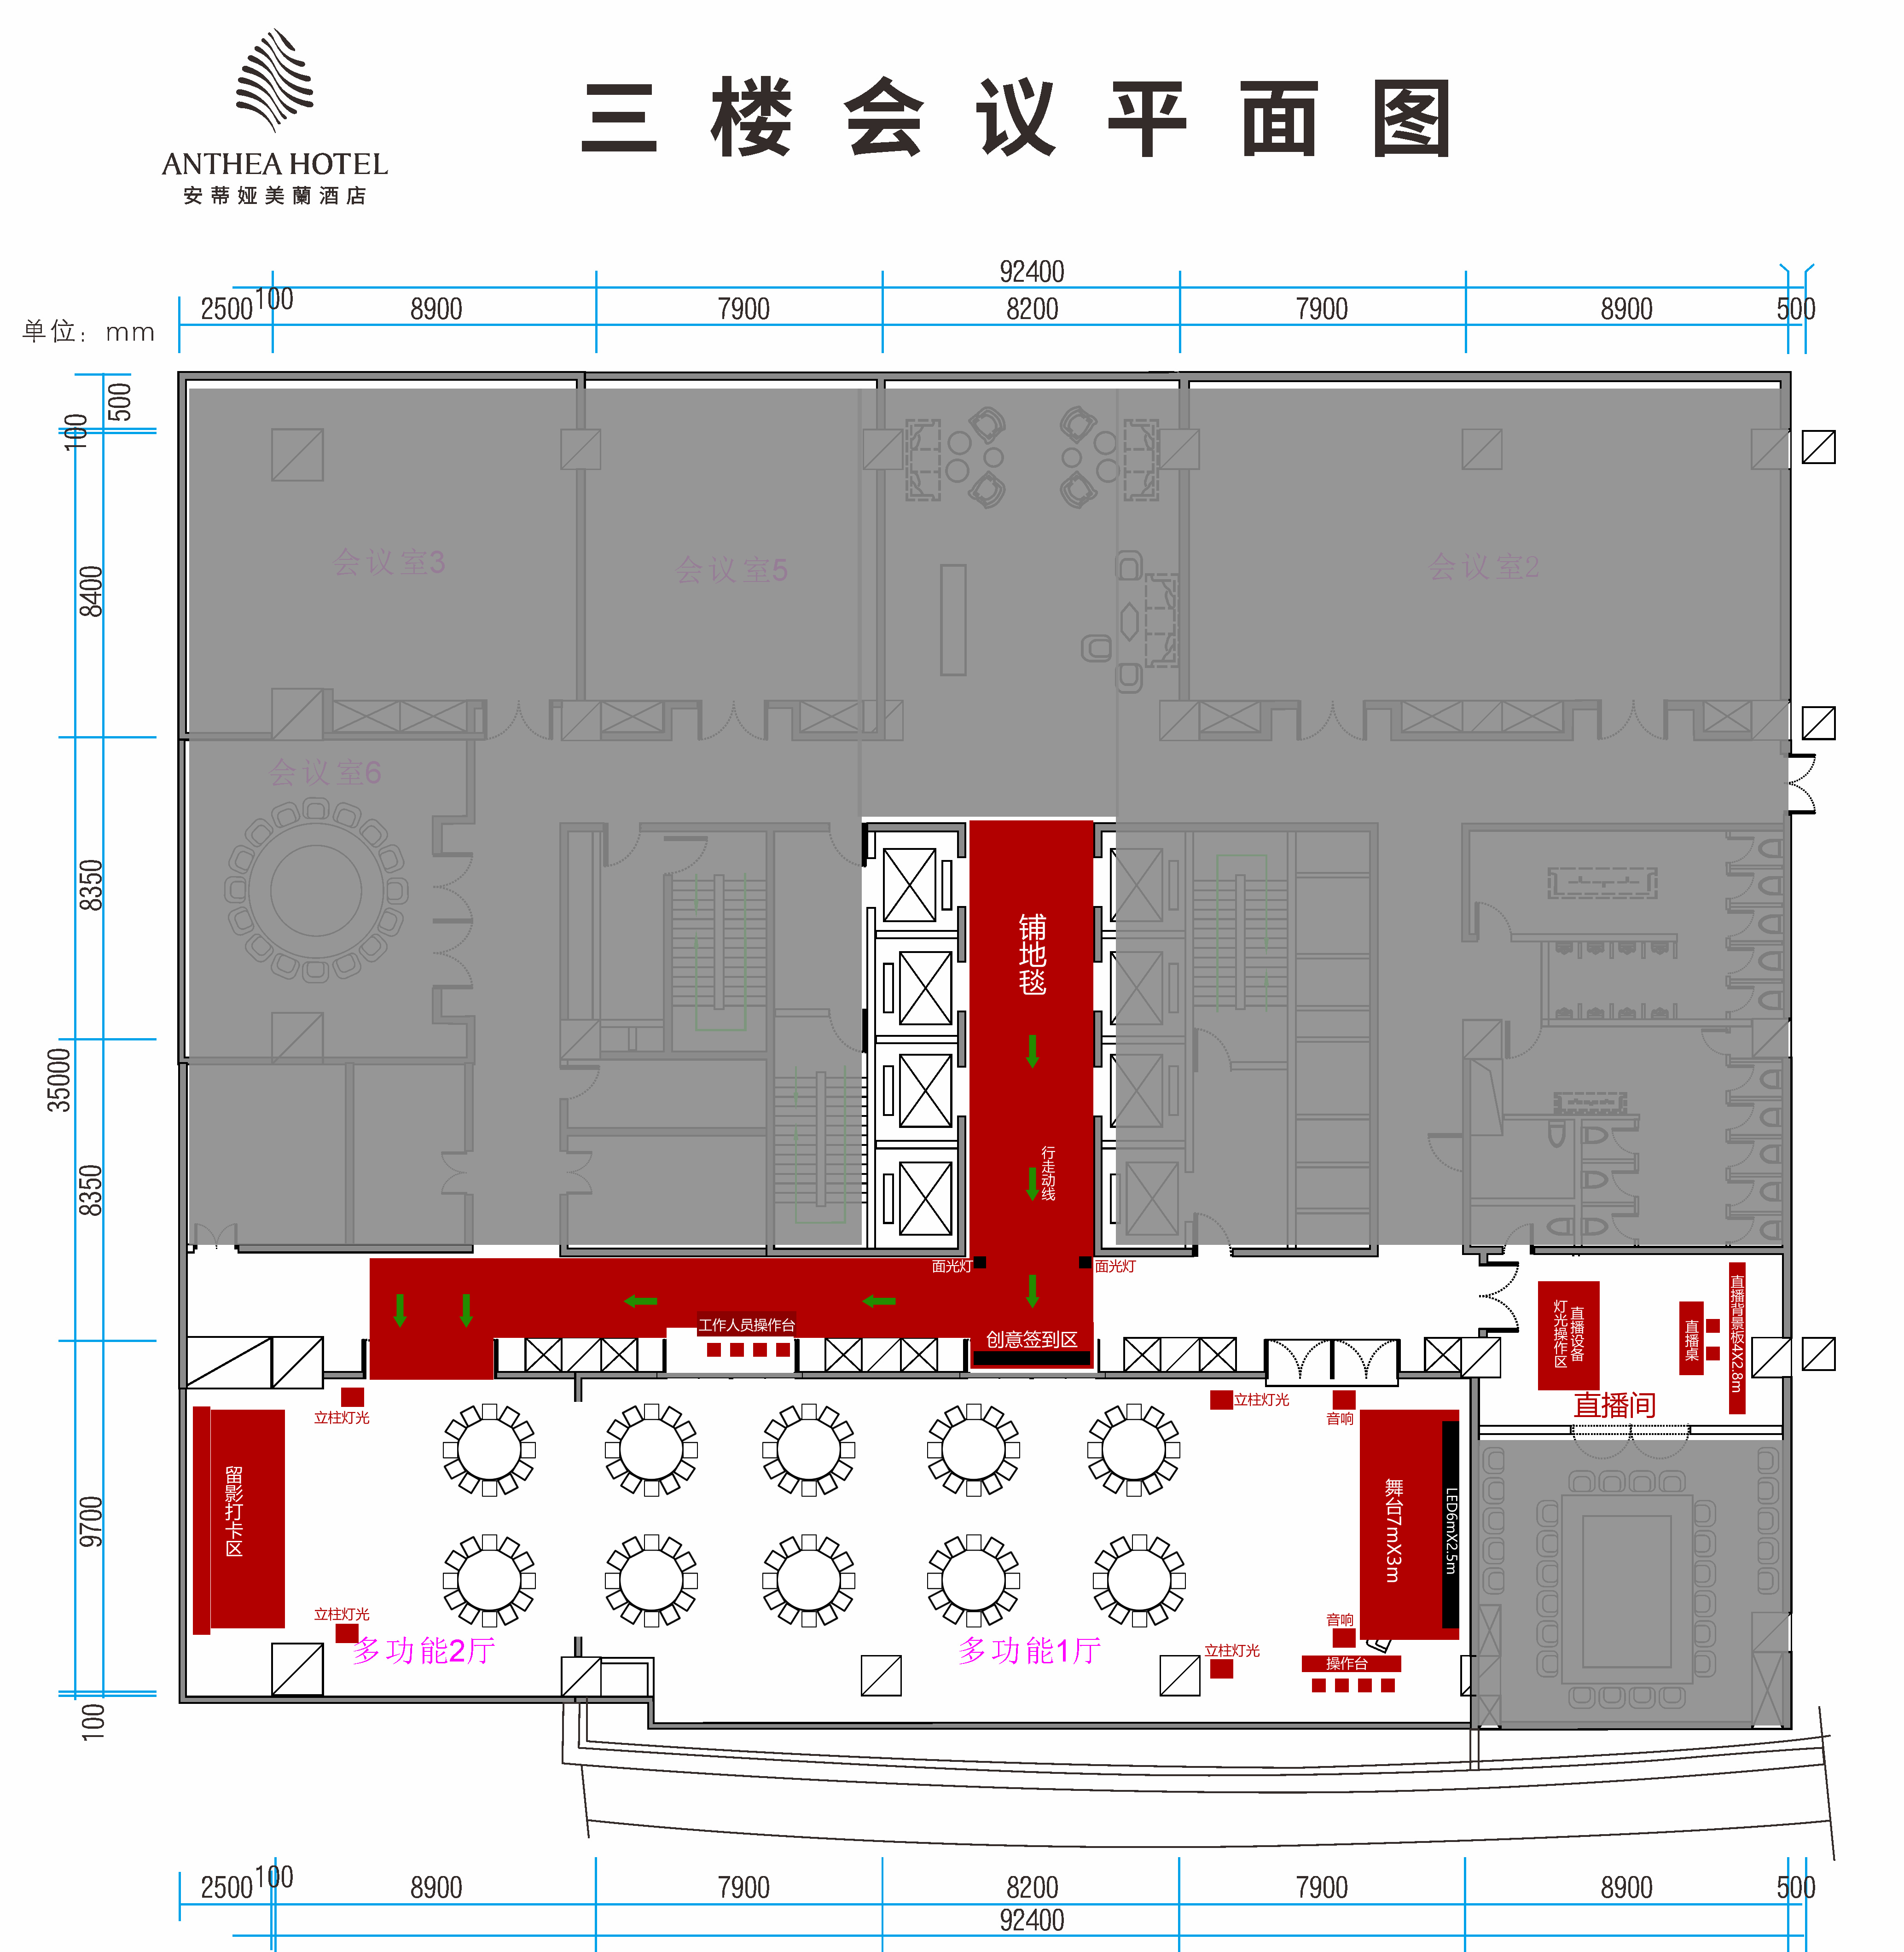 三楼会议平面图
ANTHEA HOTEL
安蒂娅美蘭酒店
92400
2500
100
8900
7900
8200
7900
8900
500
单位：mm
500
100
8400
8350
35000
8350
9700
100
会议室3
会议室5
会议室2
会议室6
铺地毯
行走动线
面光灯
面光灯
工作人员操作台
创意签到区
直播设备
灯光操作区
直播桌
直播背景板4X2.8m
直播间
立柱灯光
立柱灯光
音响
留影打卡区
舞台7mX3m
LED6mX2.5m
立柱灯光
音响
多功能2厅
多功能1厅
立柱灯光
操作台
2500
100
8900
7900
8200
7900
8900
500
92400